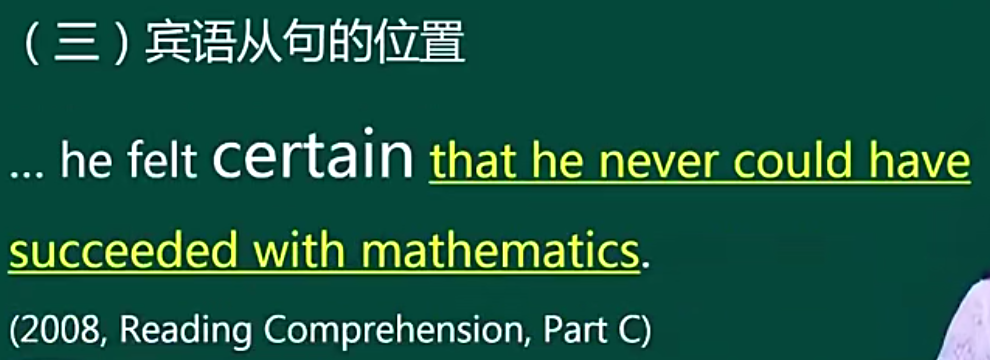 （三）宾语从句的位置
... he felt certain that he never could have
succeeded with mathematics.
(2008, Reading Comprehension, Part C)